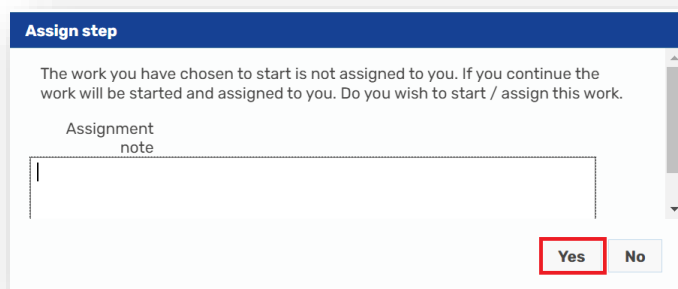 Assign step
The work you have chosen to start is not assigned to you. If you continue the
work will be started and assigned to you. Do you wish to start / assign this work.
Assignment
note
Yes No